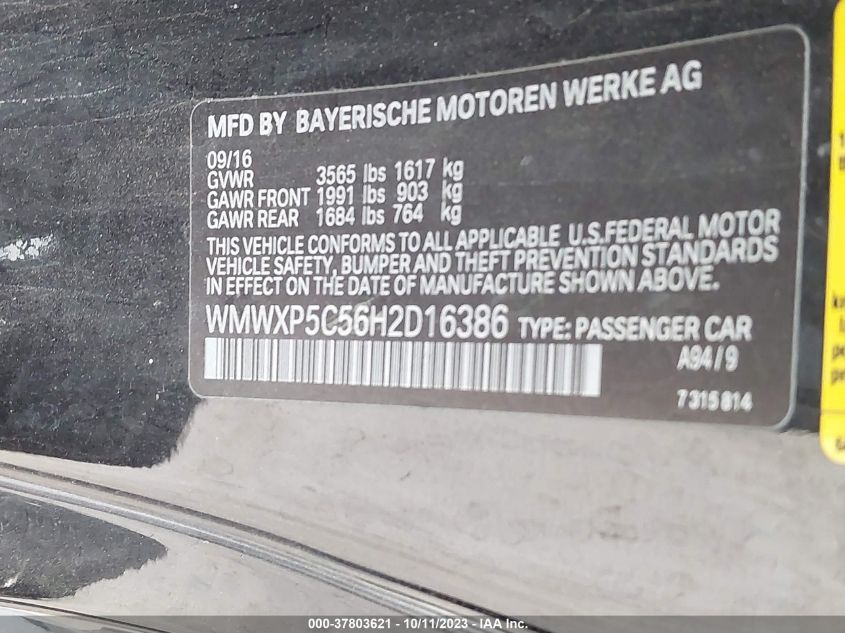 MFD BY BAYERISCHE MOTOREN WERKE AG
09/16
GVWR 3565 lbs 1617 kg
GAWR FRONT 1991 lbs 903 kg
GAWR REAR 1684 lbs 764 kg
THIS VEHICLE CONFORMS TO ALL APPLICABLE U.S.FEDERAL MOTOR
VEHICLE SAFETY, BUMPER AND THEFT PREVENTION STANDARDS
IN EFFECT ON THE DATE OF MANUFACTURE SHOWN ABOVE.
WMWXP5C56H2D16386 TYPE: PASSENGER CAR
A94/9
7315814
000-37803621 - 10/11/2023 - IAA Inc.